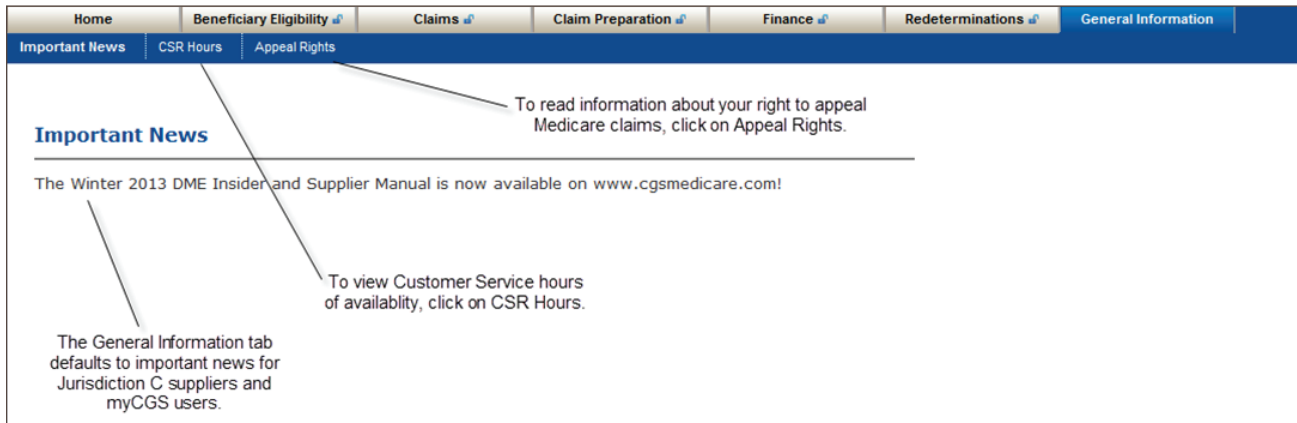 Home Beneficiary Eligibility Claims Claim Preparation Finance Redeterminations General Information
Important News CSR Hours Appeal Rights
To read information about your right to appeal
Medicare claims, click on Appeal Rights.
Important News
The Winter 2013 DME Insider and Supplier Manual is now available on www.cgsmedicare.com!
To view Customer Service hours
of availablity, click on CSR Hours.
The General Information tab
defaults to important news for
Jurisdiction C suppliers and
myCGS users.